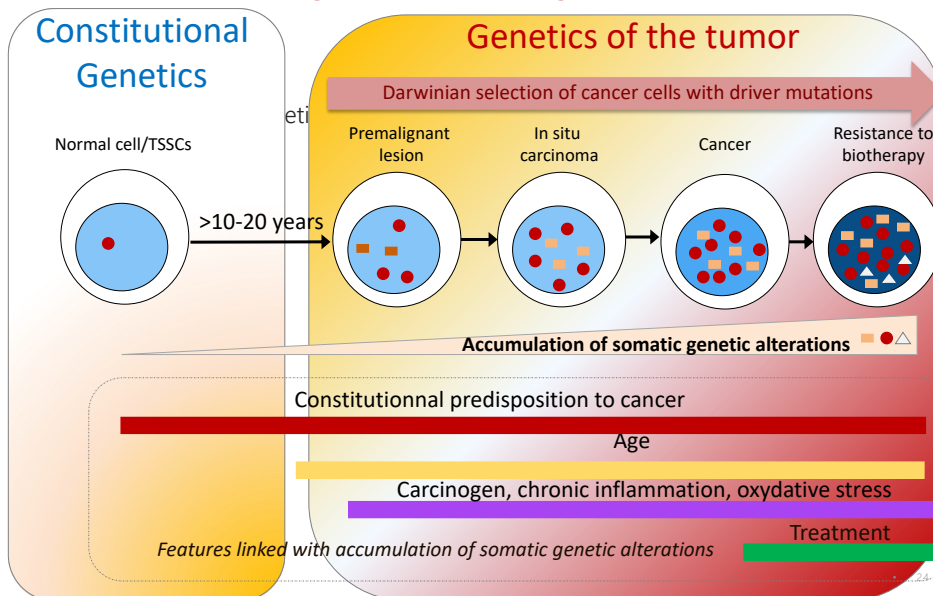 Constitutional
Genetics
Genetics of the tumor
Darwinian selection of cancer cells with driver mutations
Normal cell/TSSCs
Premalignant
lesion
In situ
carcinoma
Cancer
Resistance to
biotherapy
>10-20 years
Accumulation of somatic genetic alterations
Constitutionnal predisposition to cancer
Age
Carcinogen, chronic inflammation, oxydative stress
Treatment
Features linked with accumulation of somatic genetic alterations
24